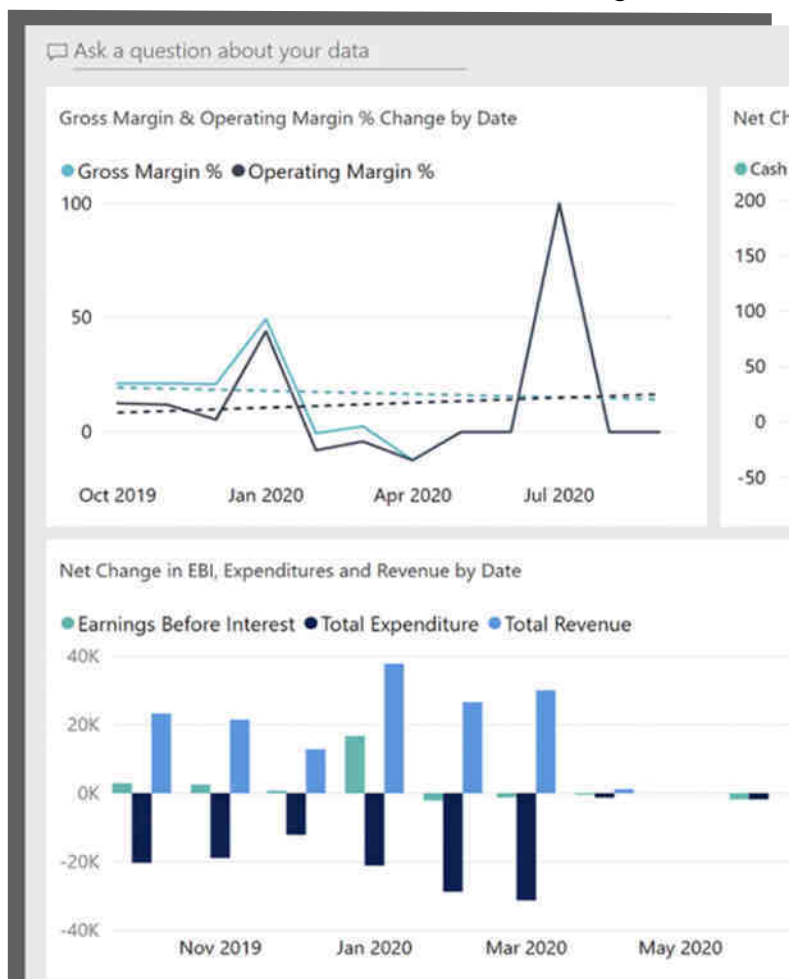 Ask a question about your data
Gross Margin & Operating Margin % Change by Date
Gross Margin % Operating Margin %
100
50
0
Oct 2019 Jan 2020 Apr 2020 Jul 2020
Net Ch
Cash
200
150
100
50
0
-50
Net Change in EBI, Expenditures and Revenue by Date
Earnings Before Interest Total Expenditure Total Revenue
40K
20K
0K
-20K
-40K
Nov 2019 Jan 2020 Mar 2020 May 2020